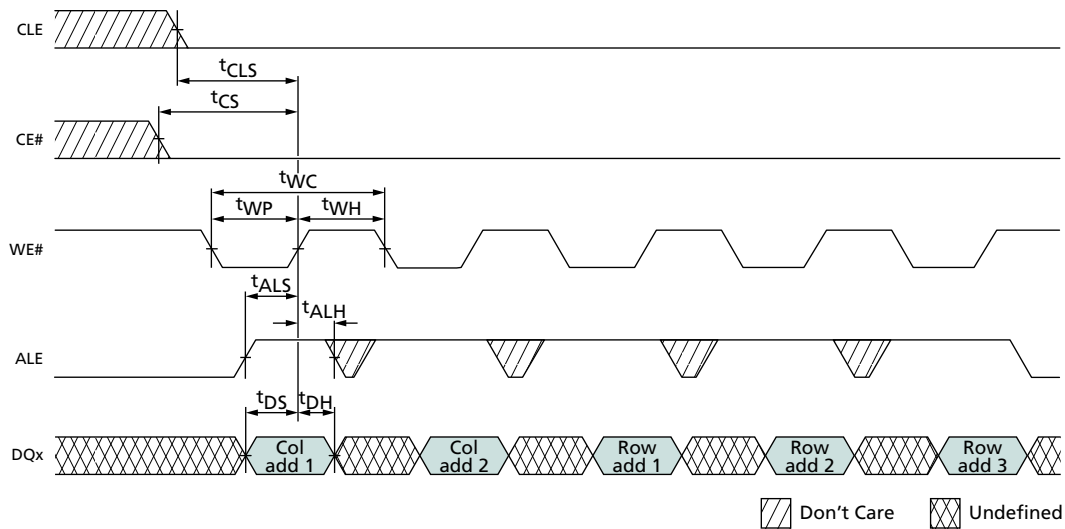 CLE
tCLS
tCS
CE#
tWC
tWP
tWH
WE#
tALS
tALH
ALE
tDS
tDH
DQx
Col add 1
Col add 2
Row add 1
Row add 2
Row add 3
Don't Care
Undefined